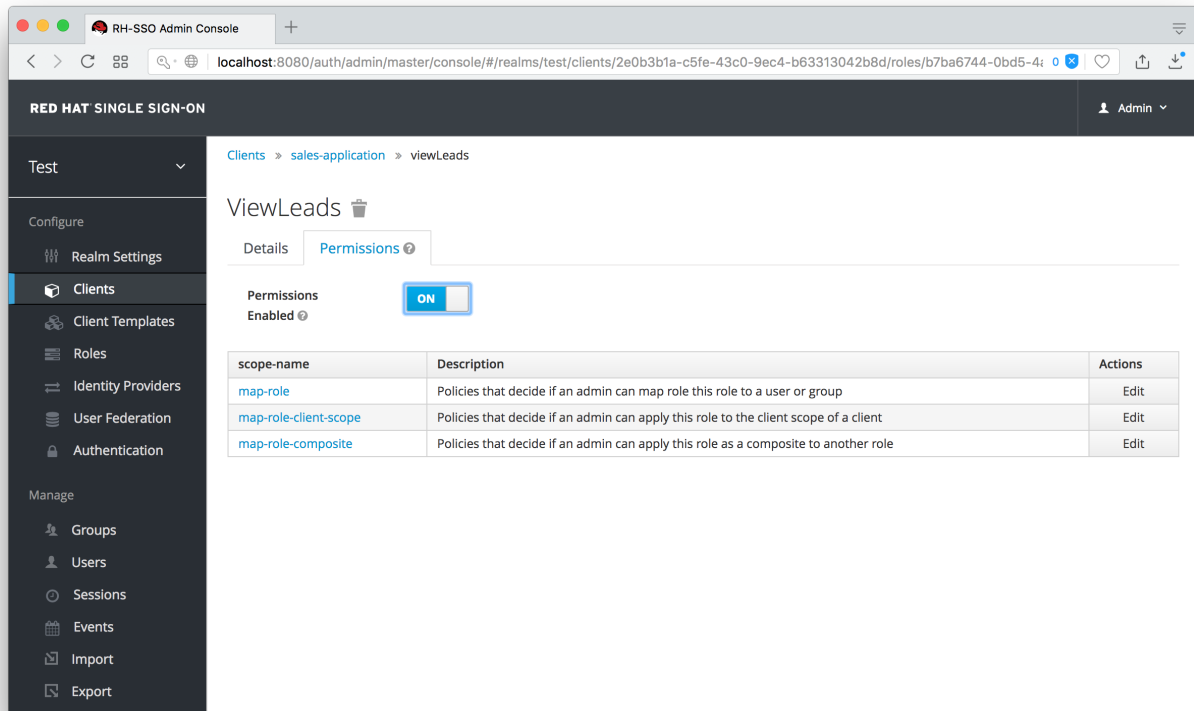 RH-SSO Admin Console
localhost:8080/auth/admin/master/console/#/realms/test/clients/2e0b3b1a-c5fe-43c0-9ec4-b63313042b8d/roles/b7ba6744-0bd5-4a 0
RED HAT SINGLE SIGN-ON
Admin
Test
Clients » sales-application » viewLeads
ViewLeads
Details Permissions ?
Permissions
Enabled ?
ON
scope-name Description Actions
map-role Policies that decide if an admin can map role this role to a user or group Edit
map-role-client-scope Policies that decide if an admin can apply this role to the client scope of a client Edit
map-role-composite Policies that decide if an admin can apply this role as a composite to another role Edit
Configure
Realm Settings
Clients
Client Templates
Roles
Identity Providers
User Federation
Authentication
Manage
Groups
Users
Sessions
Events
Import
Export